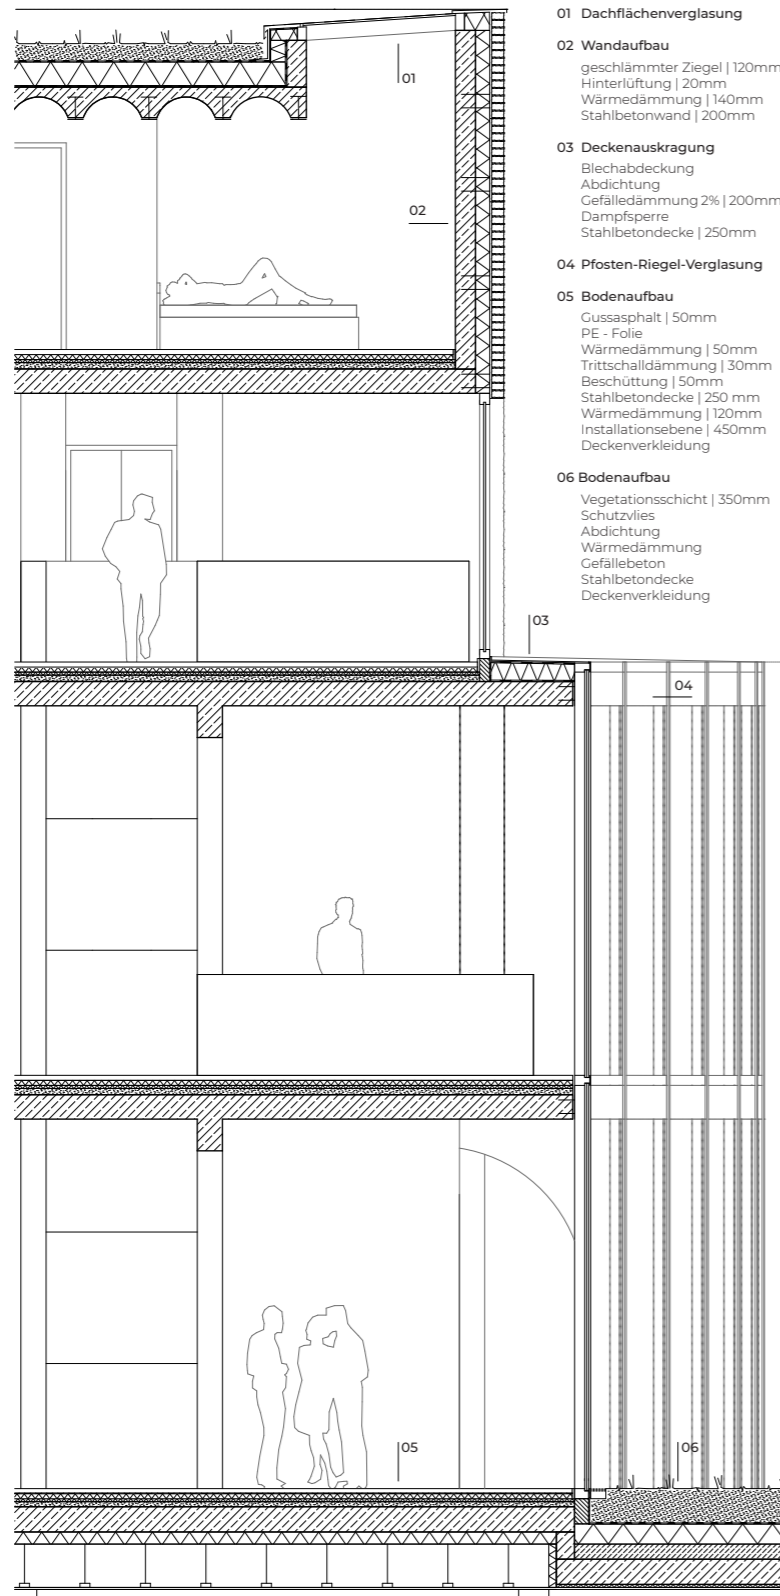 01 Dachflächenverglasung
02 Wandaufbau
geschlämmter Ziegel | 120mm
Hinterlüftung | 20mm
Wärmedämmung | 140mm
Stahlbetonwand | 200mm
03 Deckenauskragung
Blechabdeckung
Abdichtung
Gefälledämmung 2% | 200mm
Dampfsperre
Stahlbetondecke | 250mm
04 Pfosten-Riegel-Verglasung
05 Bodenaufbau
Gussasphalt | 50mm
PE - Folie
Wärmedämmung | 50mm
Trittschalldämmung | 30mm
Beschüttung | 50mm
Stahlbetondecke | 250 mm
Wärmedämmung | 120mm
Installationsebene | 450mm
Deckenverkleidung
06 Bodenaufbau
Vegetationsschicht | 350mm
Schutzvlies
Abdichtung
Wärmedämmung
Gefällebeton
Stahlbetondecke
Deckenverkleidung
01
02
03
04
05
06